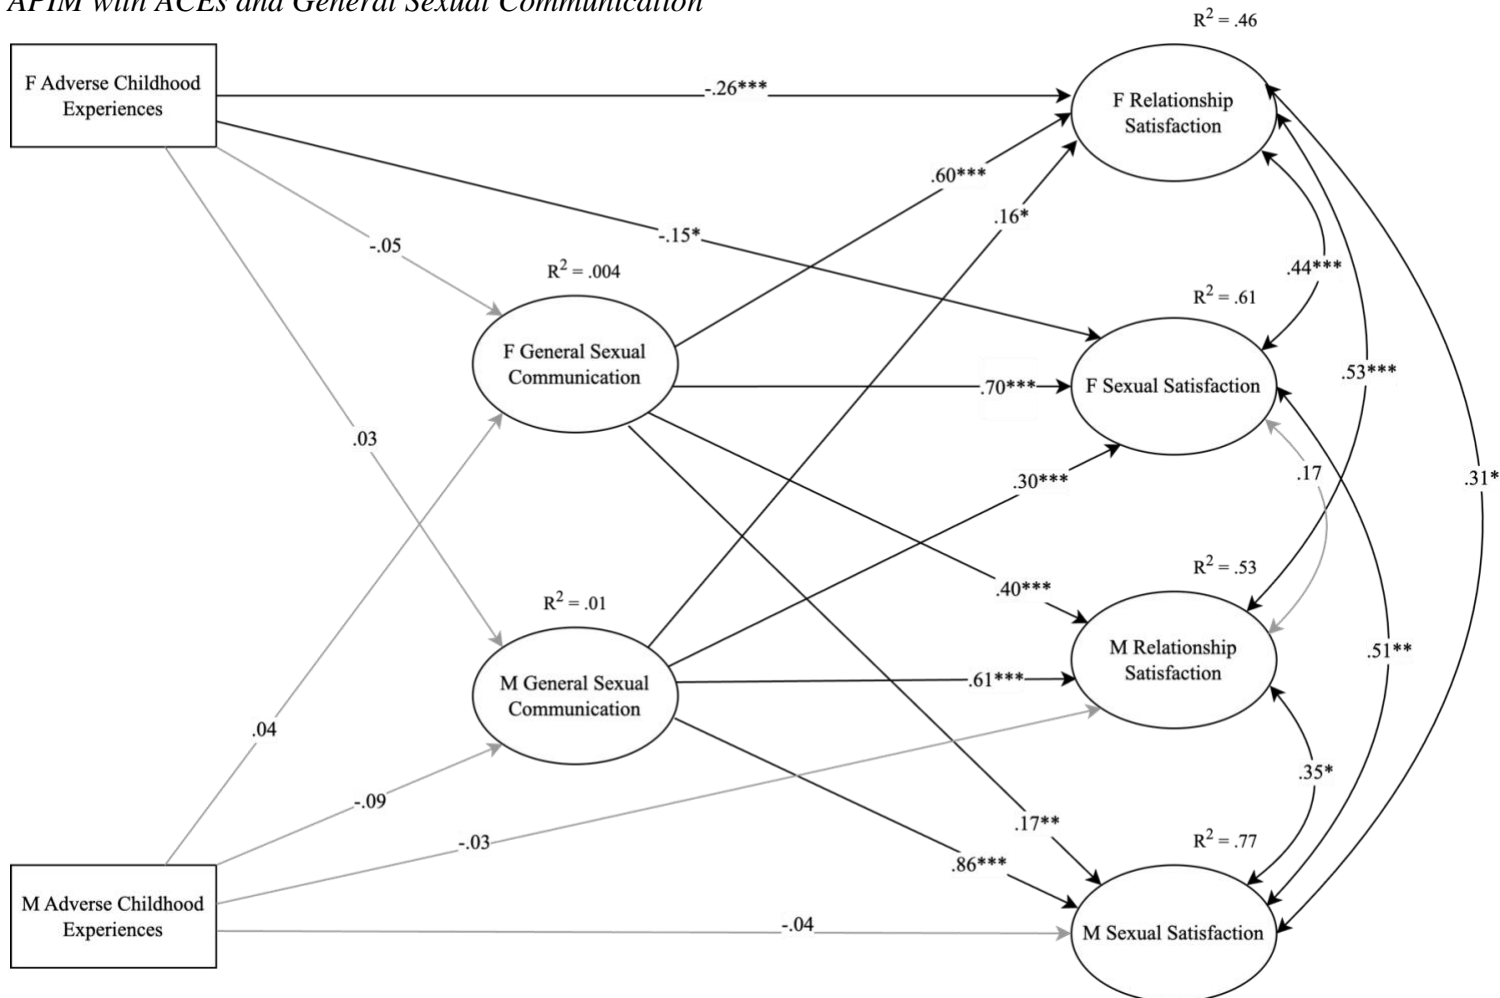 APIM with ACEs and General Sexual Communication
R² = .46
F Adverse Childhood
Experiences
-.26***
F Relationship
Satisfaction
.60***
.16*
-.15*
-.05
R² = .004
.44***
R² = .61
F General Sexual
Communication
.70***
F Sexual Satisfaction
.53***
.03
.30***
.17
.31*
R² = .53
.40***
R² = .01
M Relationship
Satisfaction
.51**
M General Sexual
Communication
.61***
.04
-.09
.35*
-.03
.17**
R² = .77
.86***
M Adverse Childhood
Experiences
-.04
M Sexual Satisfaction